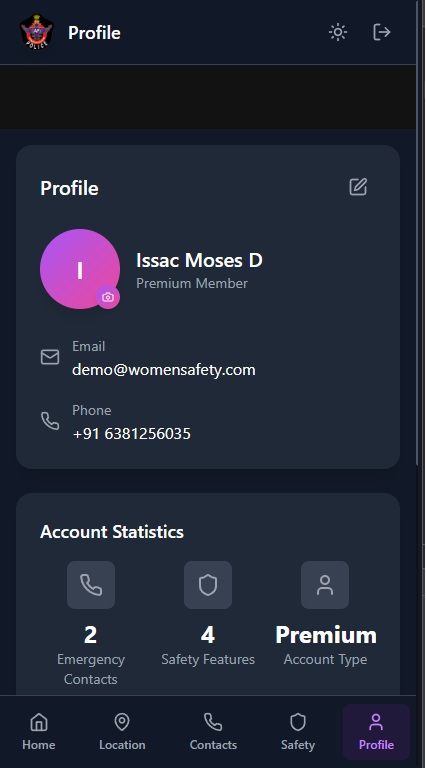 POLICE
Profile
Profile
I
Issac Moses D
Premium Member
Email
demo@womensafety.com
Phone
+91 6381256035
Account Statistics
2
Emergency
Contacts
4
Safety Features
Premium
Account Type
Home
Location
Contacts
Safety
Profile